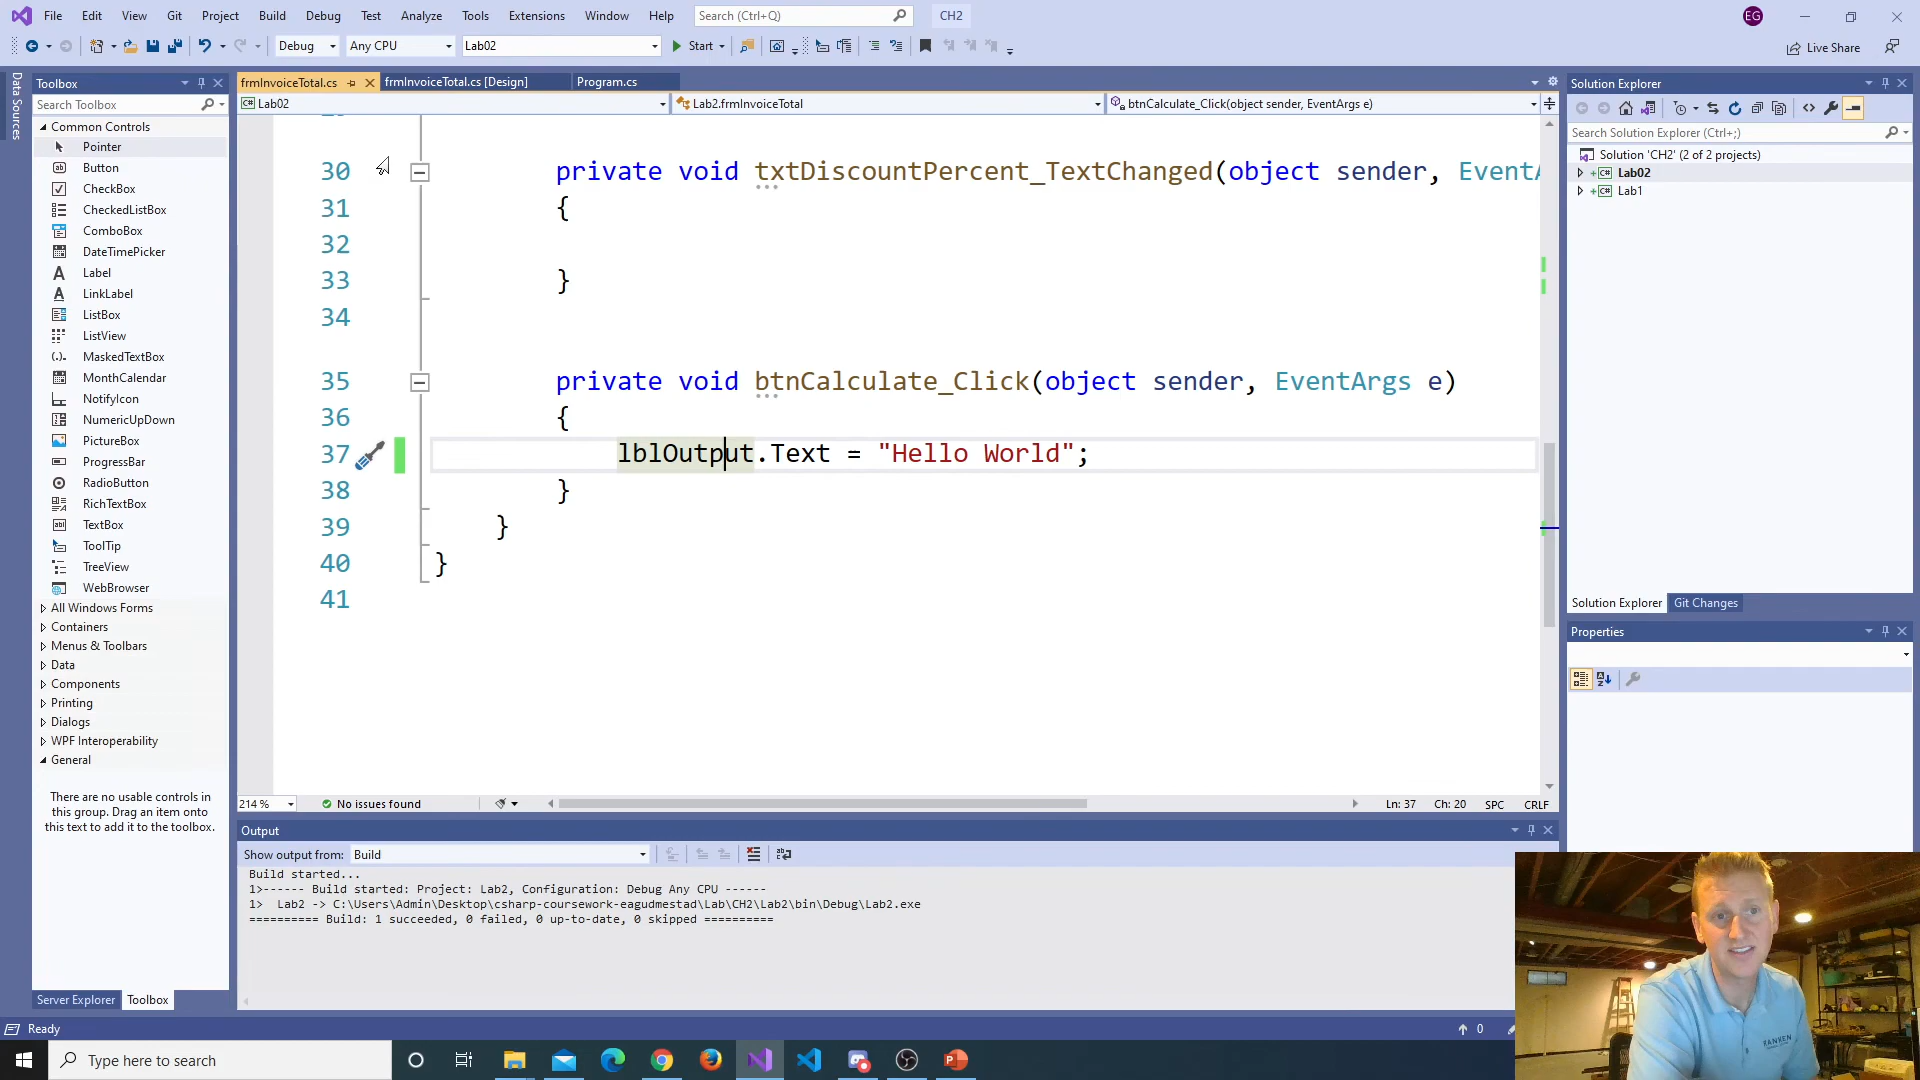 File Edit View Git Project Build Debug Test Analyze Tools Extensions Window Help Search (Ctrl+Q) CH2 EG
Debug Any CPU Lab02 Start Live Share
Data Sources
Toolbox
Search Toolbox
Common Controls
Pointer
Button
CheckBox
CheckedListBox
ComboBox
DateTimePicker
Label
LinkLabel
ListBox
ListView
MaskedTextBox
MonthCalendar
NotifyIcon
NumericUpDown
PictureBox
ProgressBar
RadioButton
RichTextBox
TextBox
ToolTip
TreeView
WebBrowser
All Windows Forms
Containers
Menus & Toolbars
Data
Components
Printing
Dialogs
WPF Interoperability
General
There are no usable controls in
this group. Drag an item onto
this text to add it to the toolbox.
Server Explorer Toolbox
frmInvoiceTotal.cs frmInvoiceTotal.cs [Design] Program.cs
Lab02 Lab2.frmInvoiceTotal btnCalculate_Click(object sender, EventArgs e)
30 private void txtDiscountPercent_TextChanged(object sender, EventA
31 {
32
33 }
34
35 private void btnCalculate_Click(object sender, EventArgs e)
36 {
37 lblOutput.Text = "Hello World";
38 }
39 }
40 }
41
214 % No issues found Ln: 37 Ch: 20 SPC CRLF
Output
Show output from: Build
Build started...
1>------ Build started: Project: Lab2, Configuration: Debug Any CPU ------
1>  Lab2 -> C:\Users\Admin\Desktop\csharp-coursework-eagudmestad\Lab\CH2\Lab2\bin\Debug\Lab2.exe
========== Build: 1 succeeded, 0 failed, 0 up-to-date, 0 skipped ==========
Solution Explorer
Search Solution Explorer (Ctrl+;)
Solution 'CH2' (2 of 2 projects)
Lab02
Lab1
Solution Explorer Git Changes
Properties
RANKEN
Ready 0
Type here to search